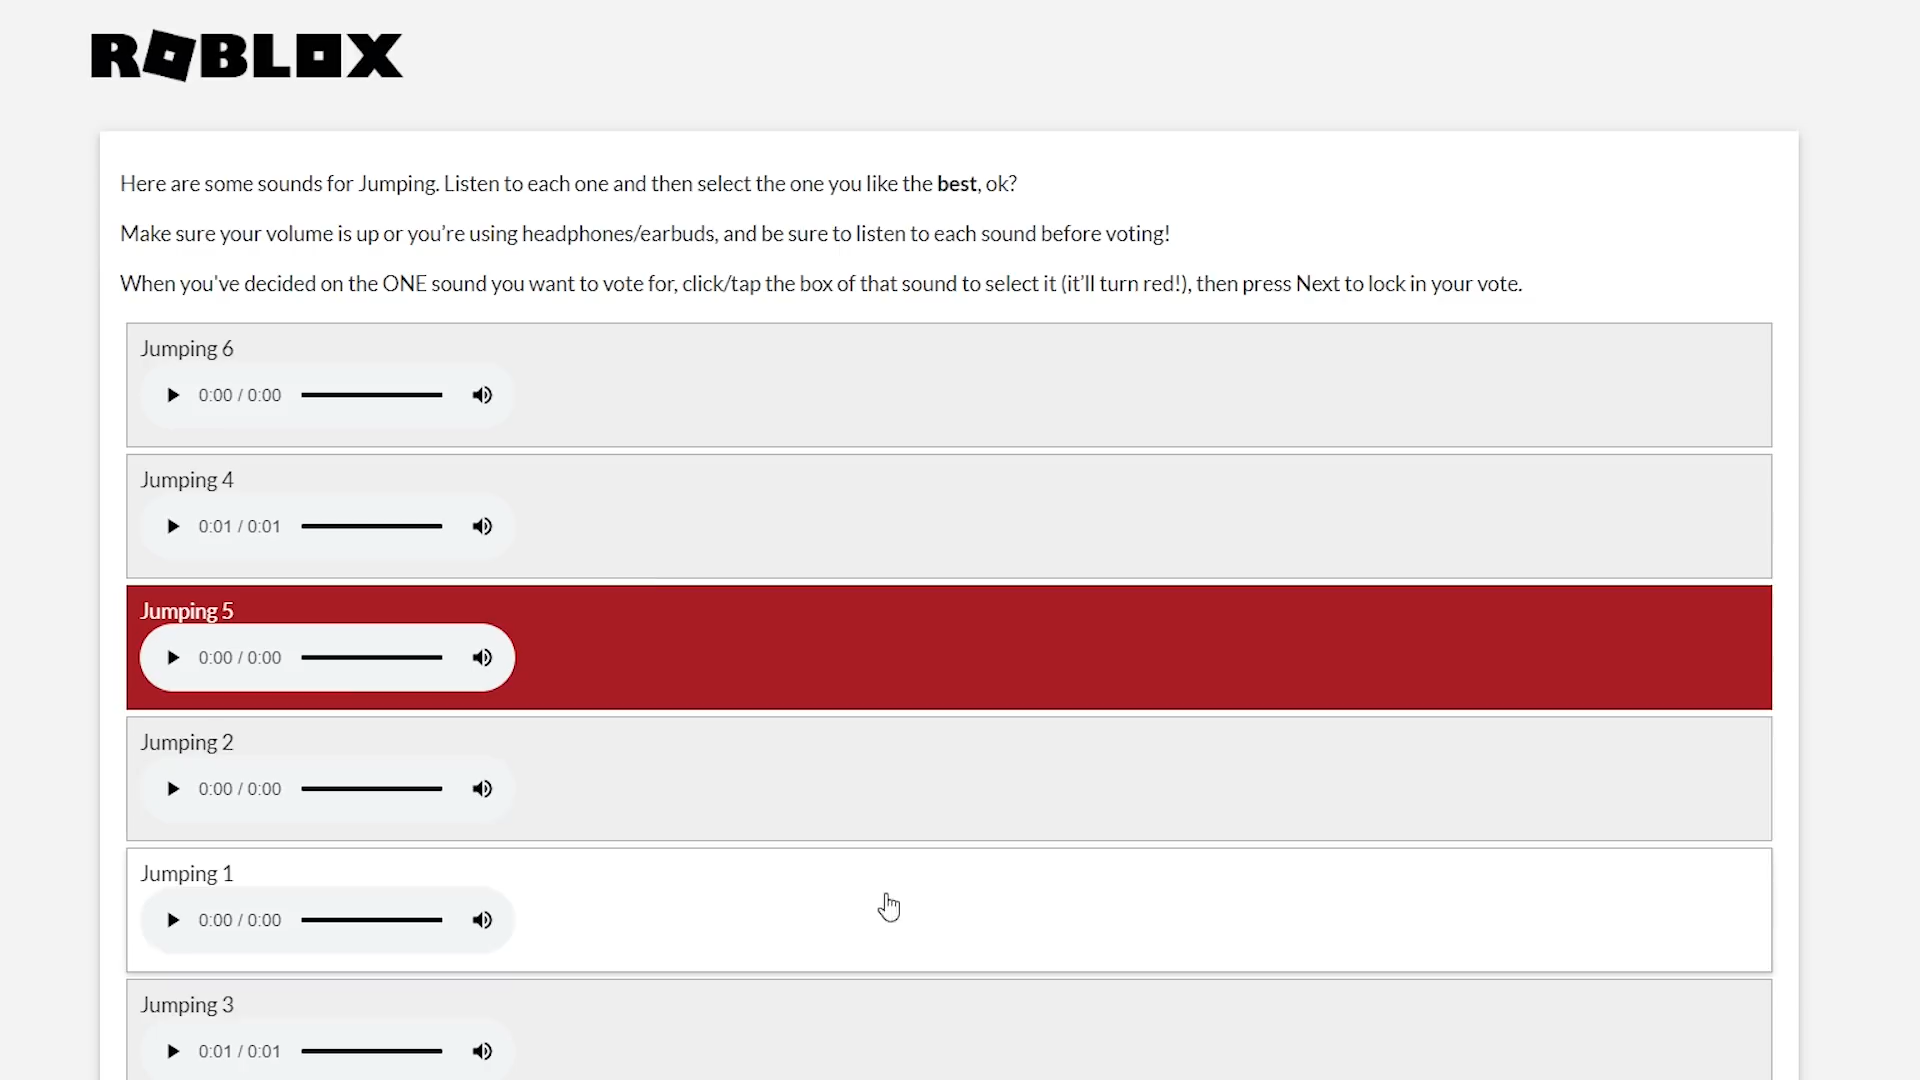 ROBLOX
Here are some sounds for Jumping. Listen to each one and then select the one you like the best, ok?
Make sure your volume is up or you’re using headphones/earbuds, and be sure to listen to each sound before voting!
When you've decided on the ONE sound you want to vote for, click/tap the box of that sound to select it (it’ll turn red!), then press Next to lock in your vote.
Jumping 6
0:00 / 0:00
Jumping 4
0:01 / 0:01
Jumping 5
0:00 / 0:00
Jumping 2
0:00 / 0:00
Jumping 1
0:00 / 0:00
Jumping 3
0:01 / 0:01